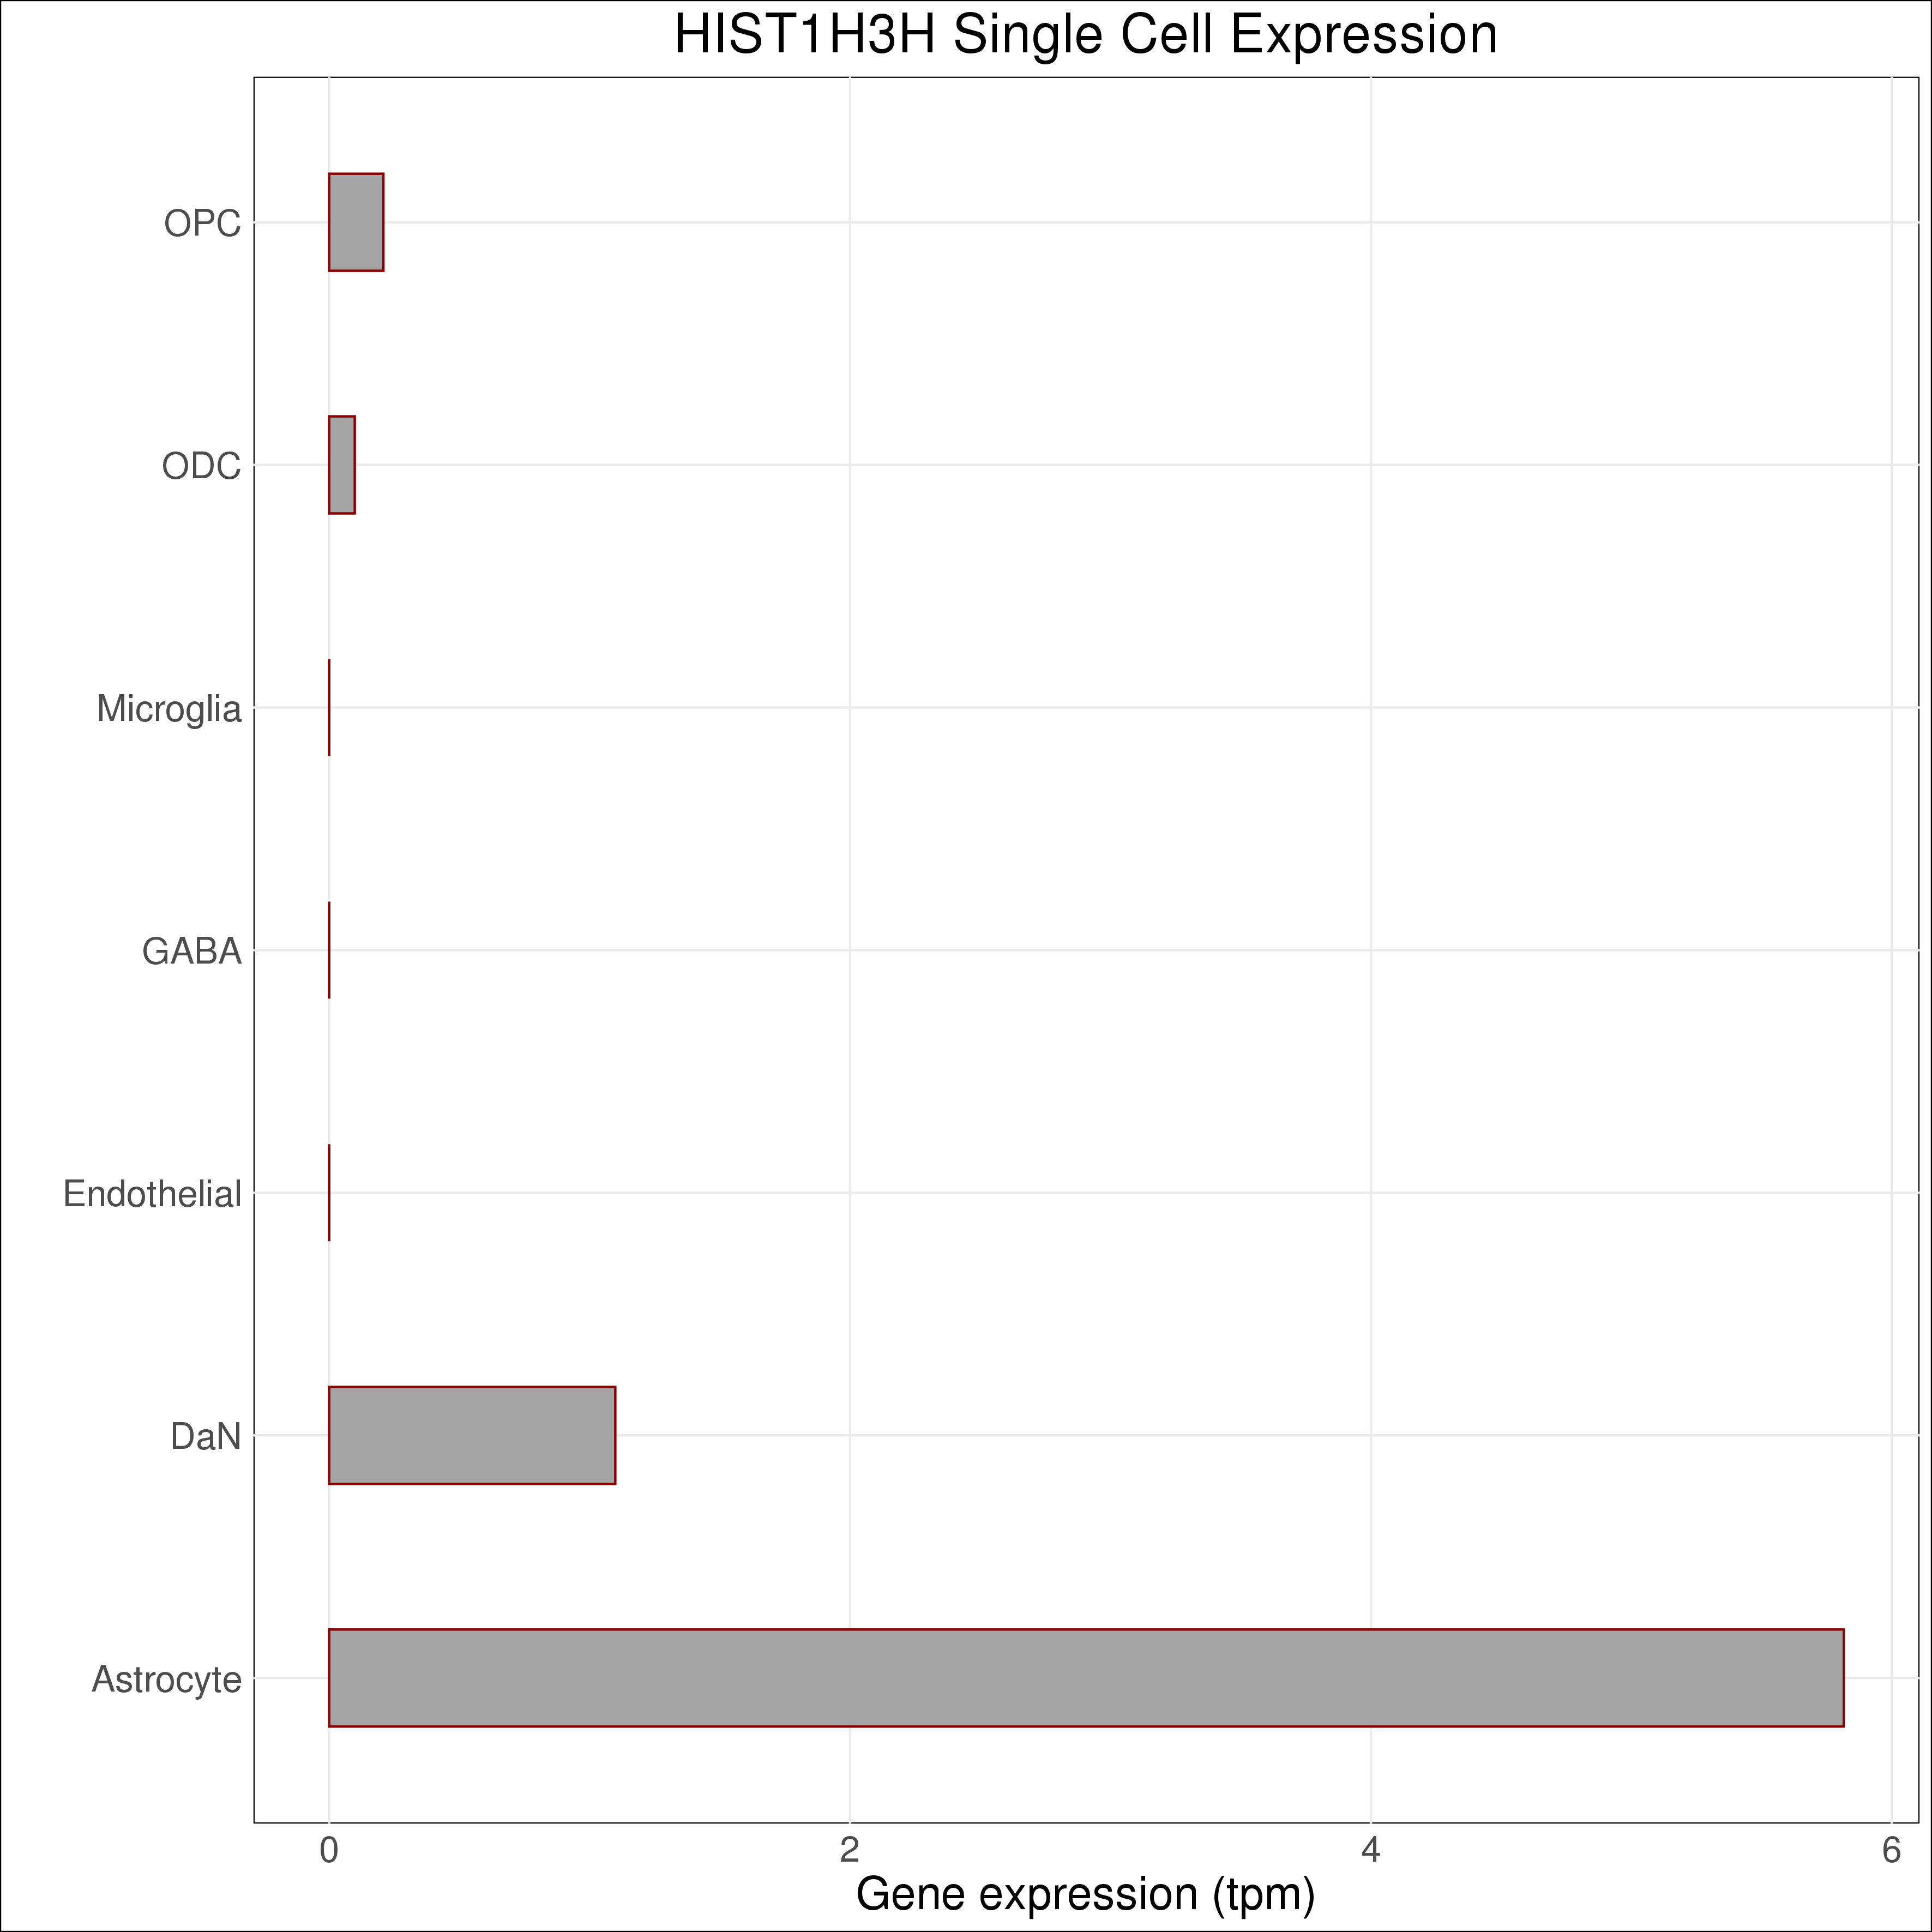 HIST1H3H Single Cell Expression
OPC
ODC
Microglia
GABA
Endothelial
DaN
Astrocyte
0 2 4 6
Gene expression (tpm)